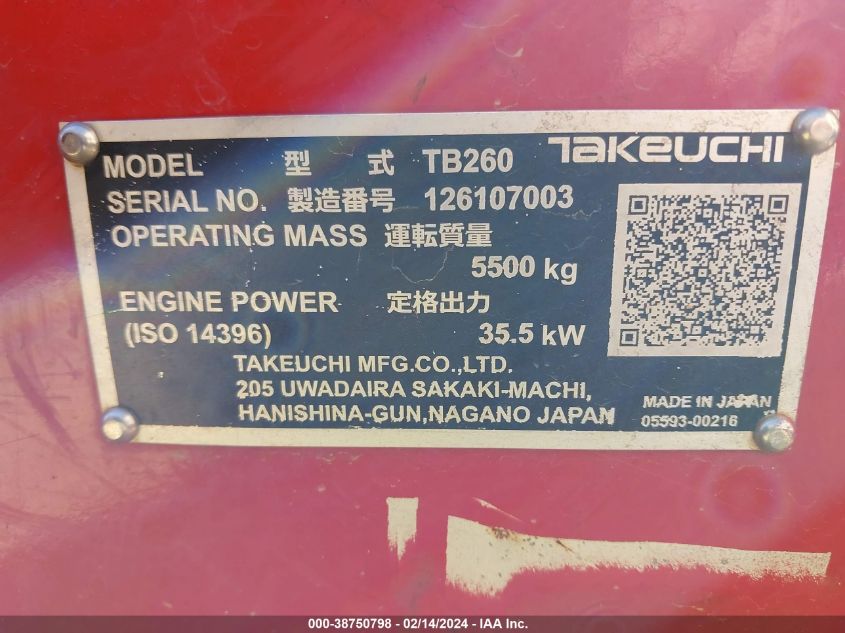 TAKEUCHI
MODEL 型式 TB260
SERIAL NO. 製造番号 126107003
OPERATING MASS 運転質量
5500 kg
ENGINE POWER 定格出力
(ISO 14396) 35.5 kW
TAKEUCHI MFG.CO.,LTD.
205 UWADAIRA SAKAKI-MACHI,
HANISHINA-GUN,NAGANO JAPAN
MADE IN JAPAN
05593-00216
000-38750798 - 02/14/2024 - IAA Inc.